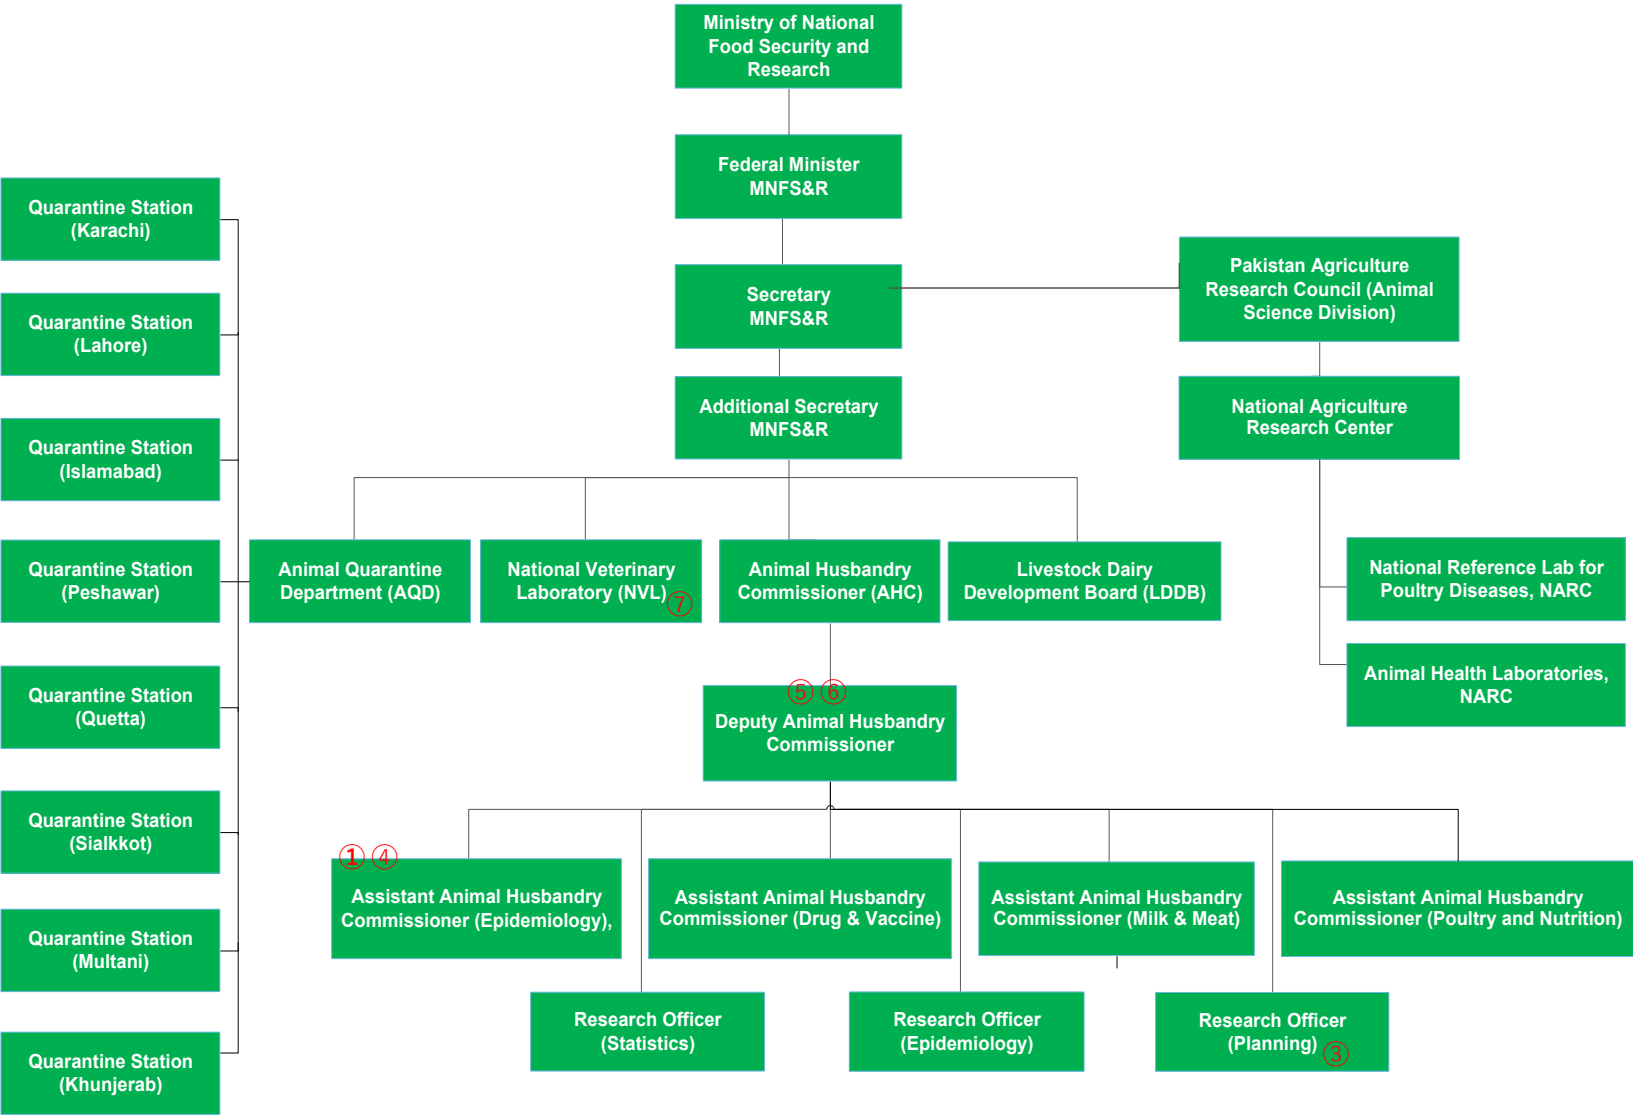 Ministry of National
Food Security and
Research
Federal Minister
MNFS&R
Secretary
MNFS&R
Additional Secretary
MNFS&R
Pakistan Agriculture
Research Council (Animal
Science Division)
National Agriculture
Research Center
National Reference Lab for
Poultry Diseases, NARC
Animal Health Laboratories,
NARC
Quarantine Station
(Karachi)
Quarantine Station
(Lahore)
Quarantine Station
(Islamabad)
Quarantine Station
(Peshawar)
Quarantine Station
(Quetta)
Quarantine Station
(Sialkkot)
Quarantine Station
(Multani)
Quarantine Station
(Khunjerab)
Animal Quarantine
Department (AQD)
National Veterinary
Laboratory (NVL)
⑦
Animal Husbandry
Commissioner (AHC)
Livestock Dairy
Development Board (LDDB)
⑤ ⑥
Deputy Animal Husbandry
Commissioner
① ④
Assistant Animal Husbandry
Commissioner (Epidemiology),
Assistant Animal Husbandry
Commissioner (Drug & Vaccine)
Assistant Animal Husbandry
Commissioner (Milk & Meat)
Assistant Animal Husbandry
Commissioner (Poultry and Nutrition)
Research Officer
(Statistics)
Research Officer
(Epidemiology)
Research Officer
(Planning)
③